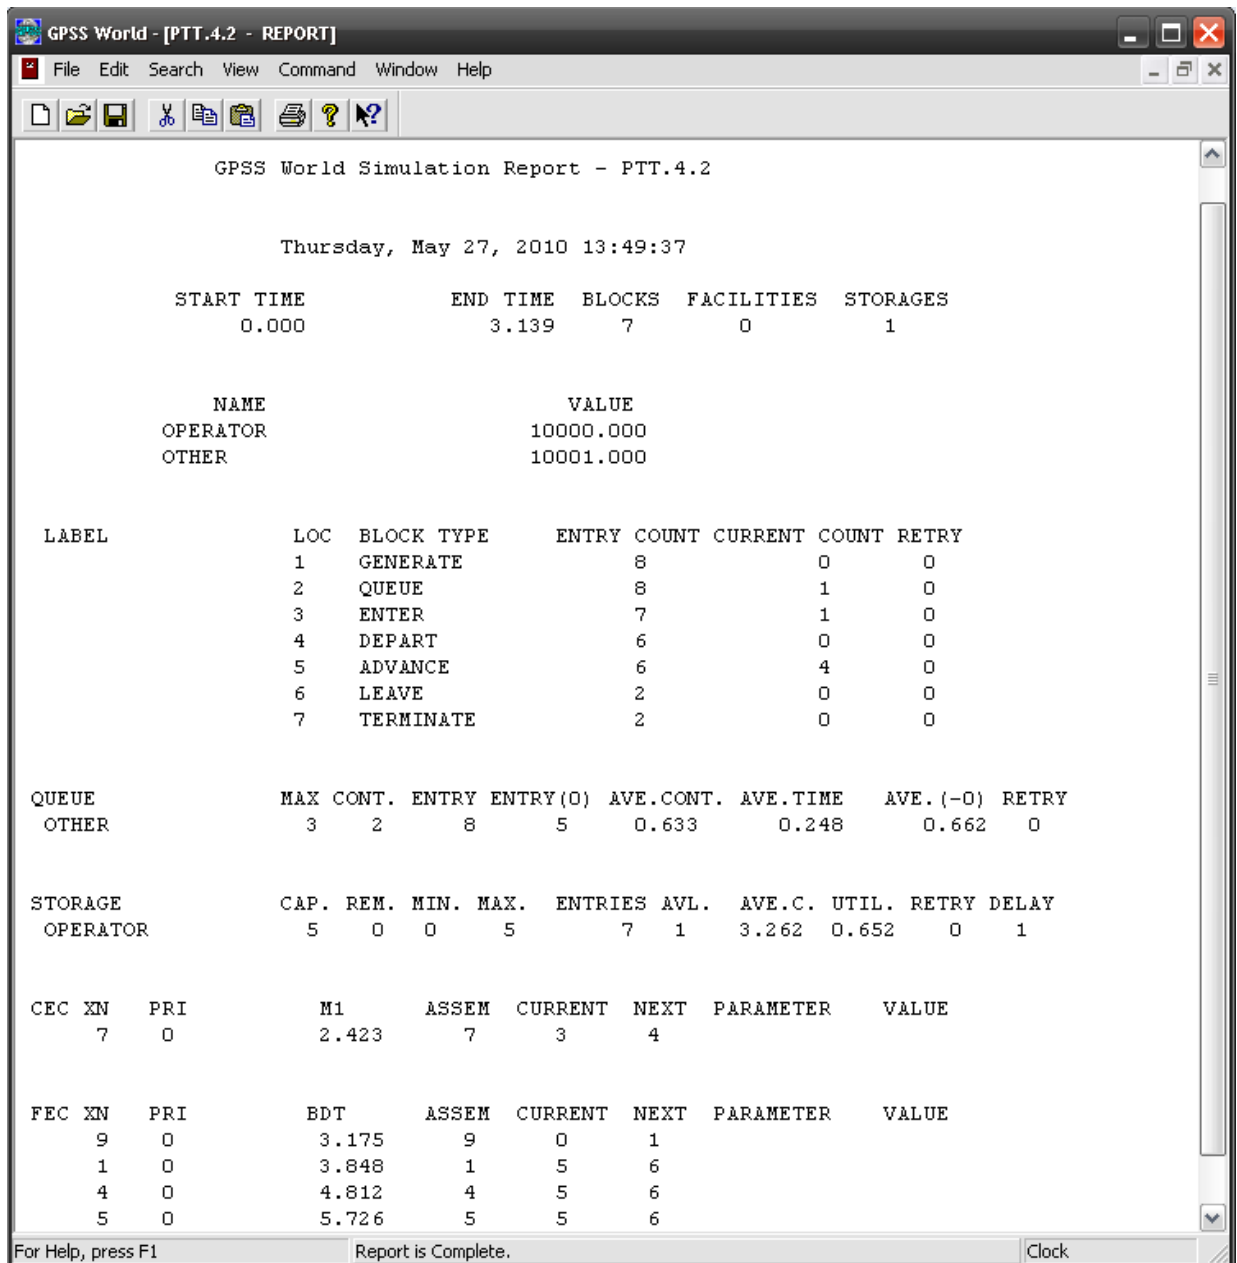 GPSS World - [PTT.4.2 - REPORT]
File Edit Search View Command Window Help
GPSS World Simulation Report - PTT.4.2
Thursday, May 27, 2010 13:49:37
START TIME END TIME BLOCKS FACILITIES STORAGES
0.000 3.139 7 0 1
NAME VALUE
OPERATOR 10000.000
OTHER 10001.000
LABEL LOC BLOCK TYPE ENTRY COUNT CURRENT COUNT RETRY
1 GENERATE 8 0 0
2 QUEUE 8 1 0
3 ENTER 7 1 0
4 DEPART 6 0 0
5 ADVANCE 6 4 0
6 LEAVE 2 0 0
7 TERMINATE 2 0 0
QUEUE MAX CONT. ENTRY ENTRY(0) AVE.CONT. AVE.TIME AVE.(-0) RETRY
OTHER 3 2 8 5 0.633 0.248 0.662 0
STORAGE CAP. REM. MIN. MAX. ENTRIES AVL. AVE.C. UTIL. RETRY DELAY
OPERATOR 5 0 0 5 7 1 3.262 0.652 0 1
CEC XN PRI M1 ASSEM CURRENT NEXT PARAMETER VALUE
7 0 2.423 7 3 4
FEC XN PRI BDT ASSEM CURRENT NEXT PARAMETER VALUE
9 0 3.175 9 0 1
1 0 3.848 1 5 6
4 0 4.812 4 5 6
5 0 5.726 5 5 6
For Help, press F1 Report is Complete. Clock